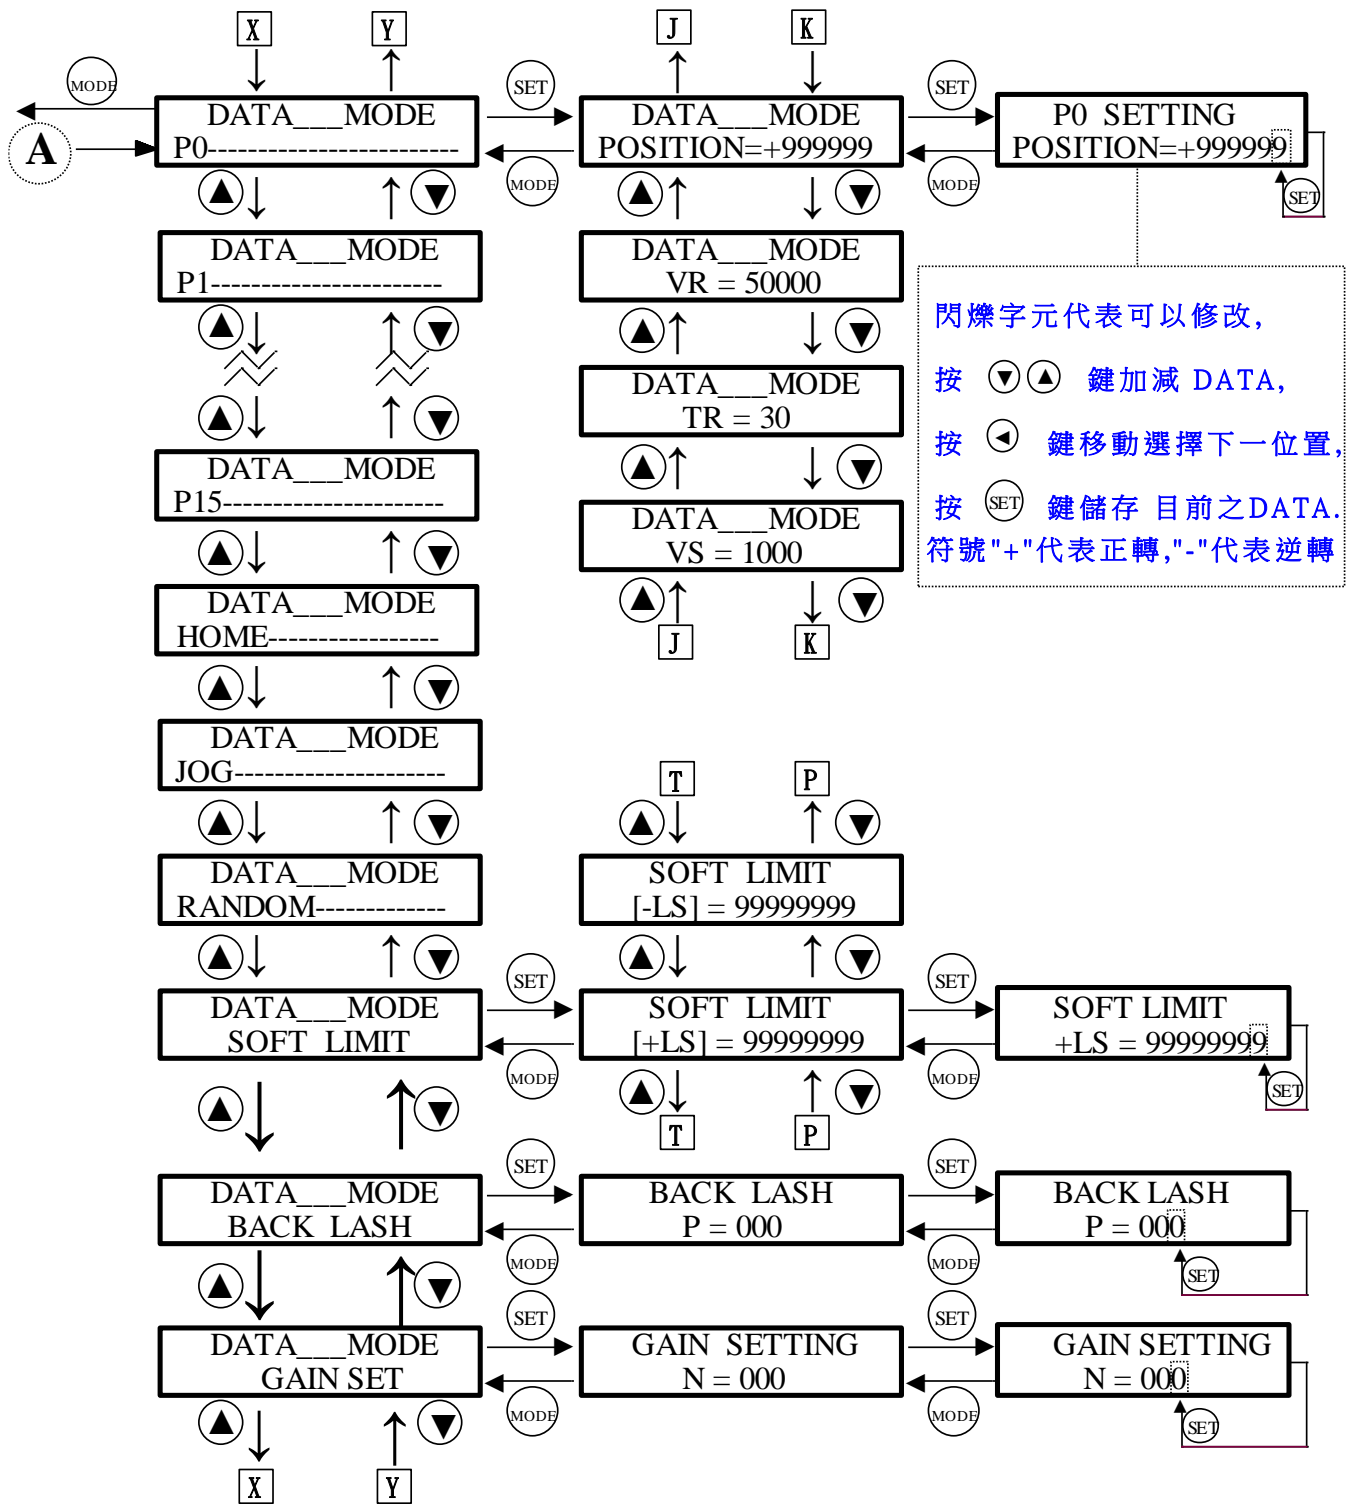 X
Y
J
K
MODE
SET
SET
DATA___MODE
P0-------------------------
DATA___MODE
POSITION=+999999
P0 SETTING
POSITION=+999999
A
MODE
MODE
SET
DATA___MODE
P1-----------------------
DATA___MODE
VR = 50000
DATA___MODE
TR = 30
閃爍字元代表可以修改,
按 ▼ ▲ 鍵加減 DATA,
按 ◀ 鍵移動選擇下一位置,
按 SET 鍵儲存 目前之DATA.
符號"+"代表正轉,"-"代表逆轉
DATA___MODE
P15----------------------
DATA___MODE
VS = 1000
DATA___MODE
HOME-----------------
J
K
DATA___MODE
JOG---------------------
T
P
DATA___MODE
RANDOM-------------
SOFT LIMIT
[-LS] = 99999999
SET
SET
DATA___MODE
SOFT LIMIT
SOFT LIMIT
[+LS] = 99999999
SOFT LIMIT
+LS = 99999999
MODE
MODE
SET
T
P
SET
SET
DATA___MODE
BACK LASH
BACK LASH
P = 000
BACK LASH
P = 000
MODE
MODE
SET
SET
SET
DATA___MODE
GAIN SET
GAIN SETTING
N = 000
GAIN SETTING
N = 000
MODE
MODE
SET
X
Y